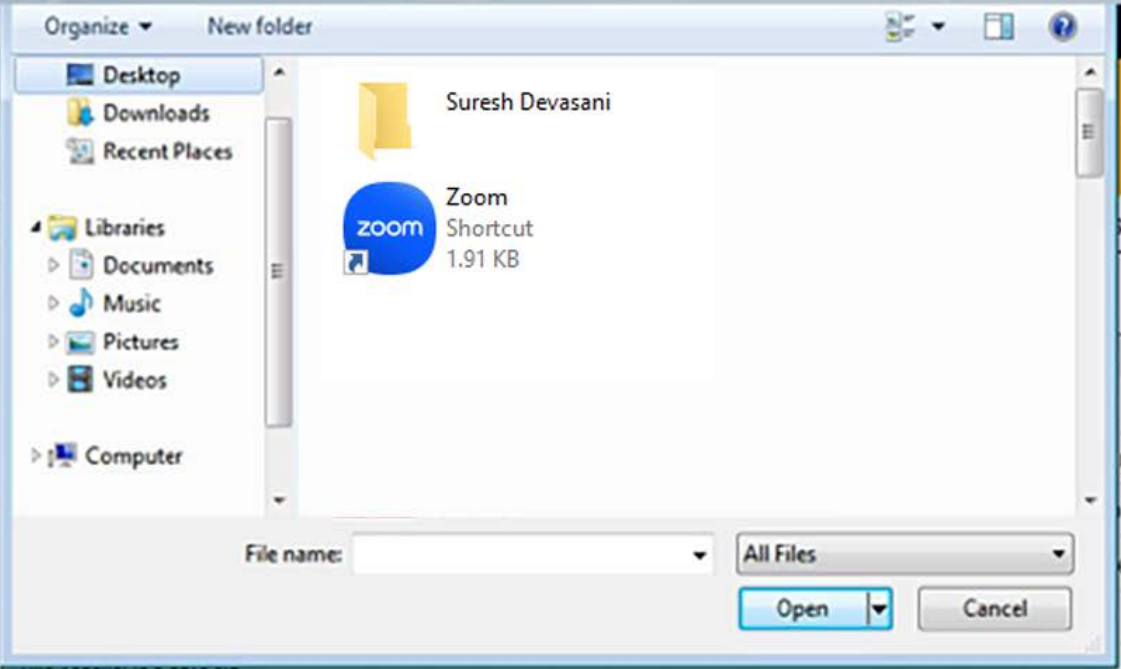 Organize New folder
Desktop
Downloads
Recent Places
Libraries
Documents
Music
Pictures
Videos
Computer
Suresh Devasani
zoom
Zoom
Shortcut
1.91 KB
File name:
All Files
Open Cancel